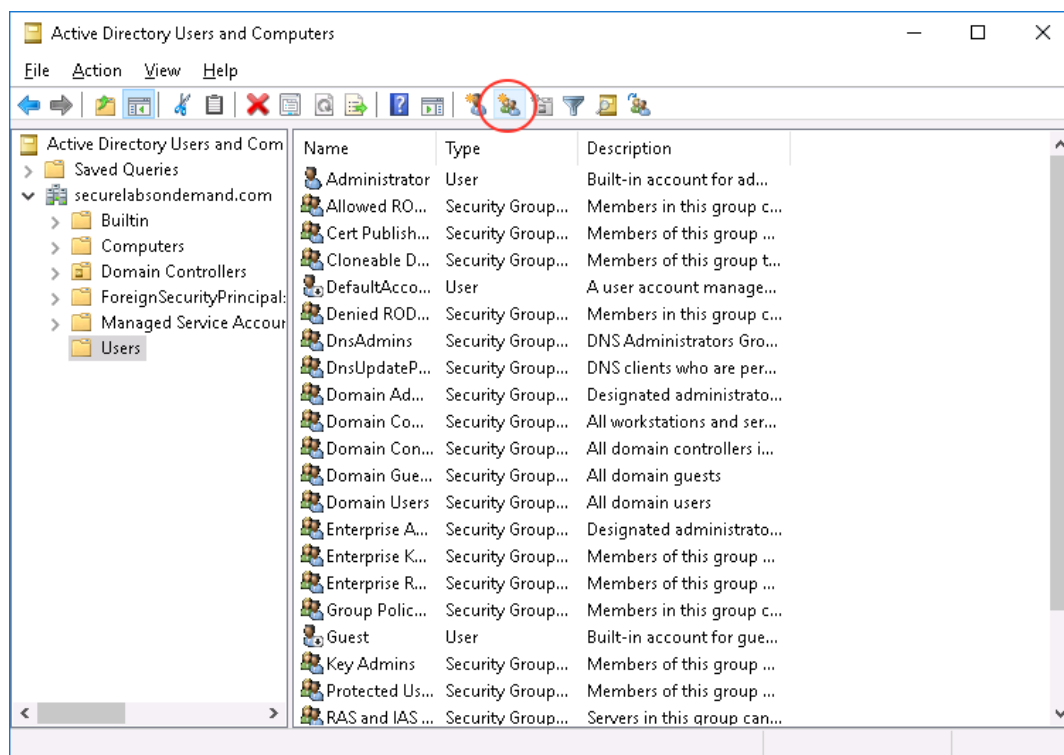 Active Directory Users and Computers
File Action View Help
Active Directory Users and Com
Saved Queries
securelabsondemand.com
Builtin
Computers
Domain Controllers
ForeignSecurityPrincipal:
Managed Service Accour
Users
Name Type Description
Administrator User Built-in account for ad...
Allowed RO... Security Group... Members in this group c...
Cert Publish... Security Group... Members of this group ...
Cloneable D... Security Group... Members of this group t...
DefaultAcco... User A user account manage...
Denied ROD... Security Group... Members in this group c...
DnsAdmins Security Group... DNS Administrators Gro...
DnsUpdateP... Security Group... DNS clients who are per...
Domain Ad... Security Group... Designated administrato...
Domain Co... Security Group... All workstations and ser...
Domain Con... Security Group... All domain controllers i...
Domain Gue... Security Group... All domain guests
Domain Users Security Group... All domain users
Enterprise A... Security Group... Designated administrato...
Enterprise K... Security Group... Members of this group ...
Enterprise R... Security Group... Members of this group ...
Group Polic... Security Group... Members in this group c...
Guest User Built-in account for gue...
Key Admins Security Group... Members of this group ...
Protected Us... Security Group... Members of this group ...
RAS and IAS ... Security Group... Servers in this group can...